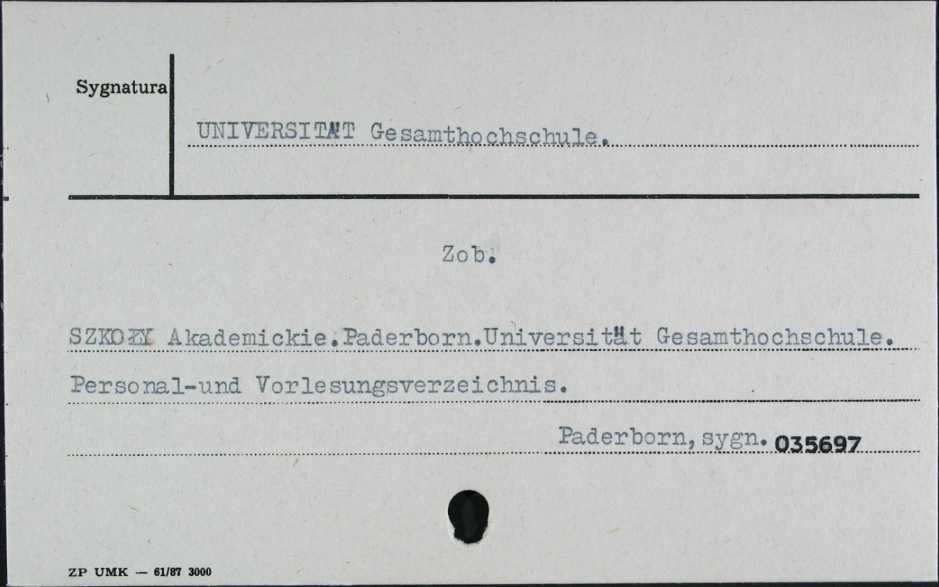 Sygnatura
UNIVERSITÄT Gesamthochschule.
Zob.
SZKOŁY Akademickie.Paderborn.Universität Gesamthochschule.
Personal-und Vorlesungsverzeichnis.
Paderborn,sygn. 035697
ZP UMK — 61/87 3000